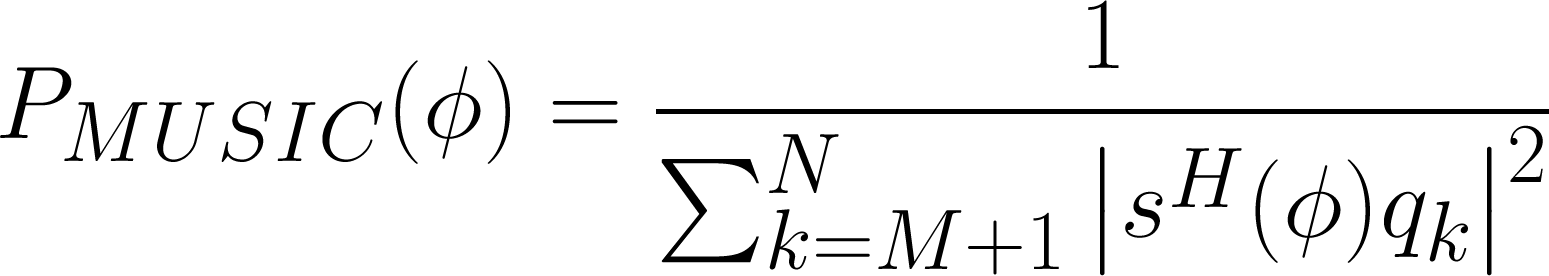 P_{MUSIC}(\phi) = \frac{1}{\sum_{k=M+1}^{N} \left| s^H(\phi) q_k \right|^2}